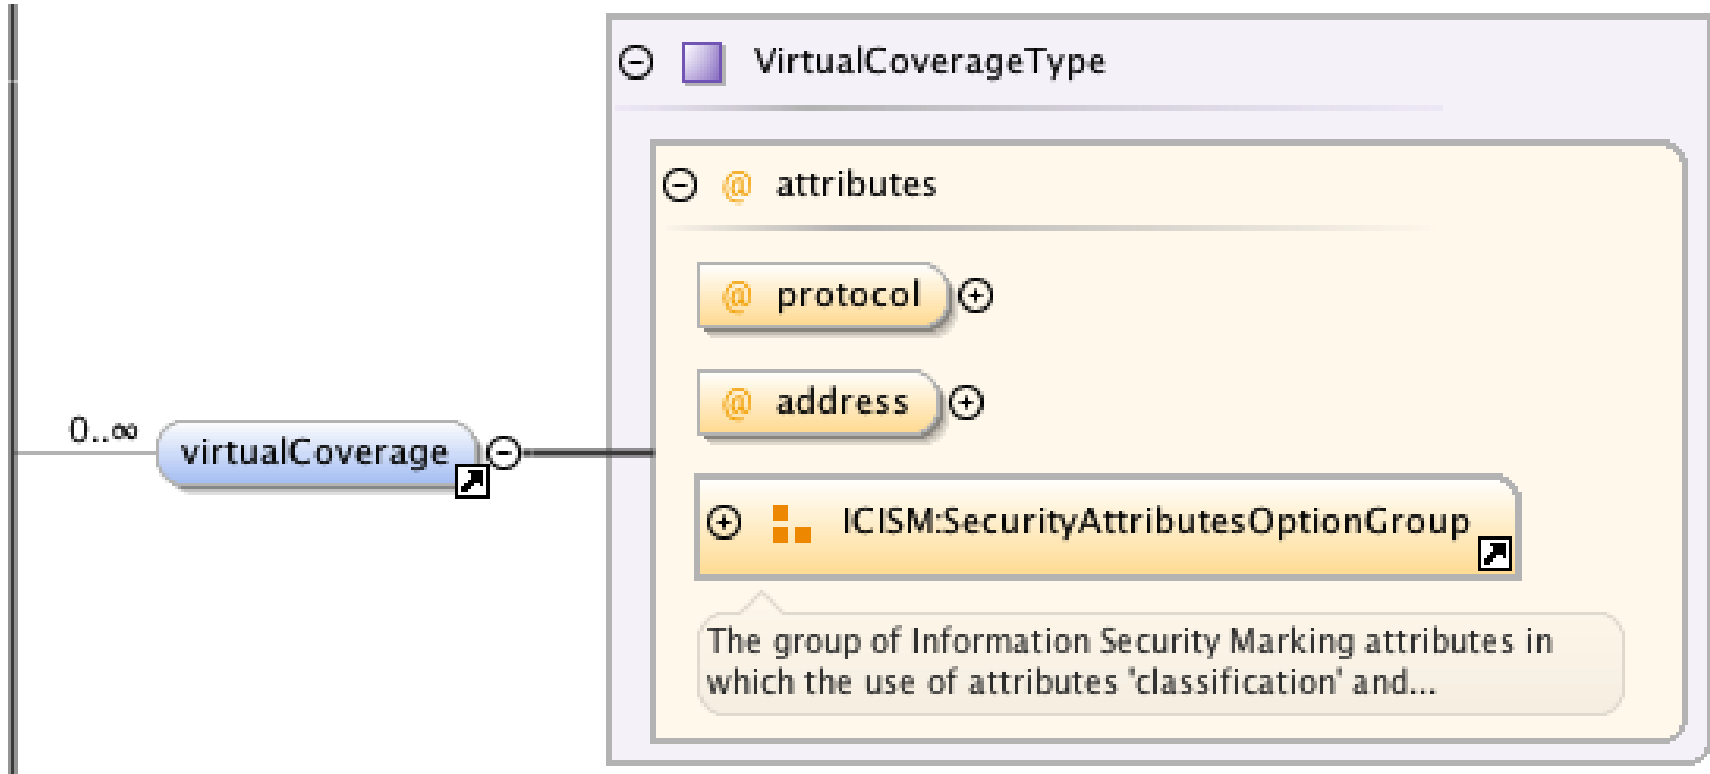 VirtualCoverageType
@ attributes
@ protocol
@ address
0..∞
virtualCoverage
ICISM:SecurityAttributesOptionGroup
The group of Information Security Marking attributes in
which the use of attributes 'classification' and...